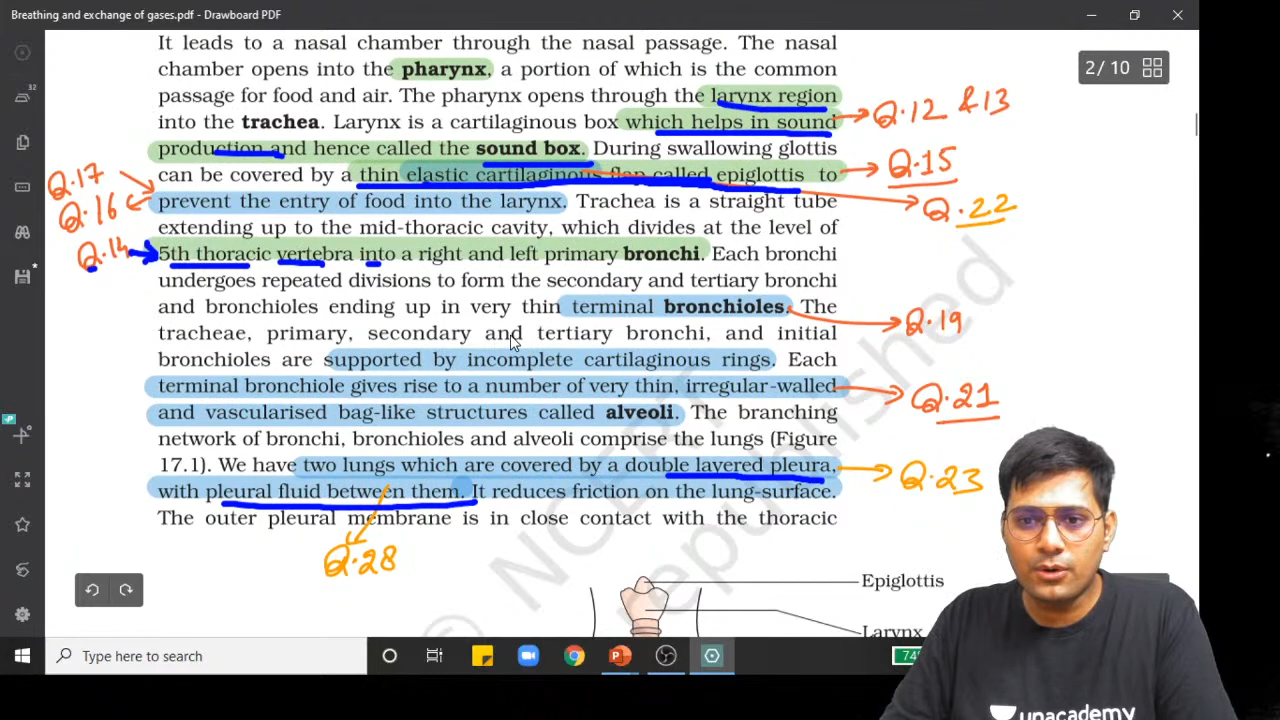 Breathing and exchange of gases.pdf - Drawboard PDF
It leads to a nasal chamber through the nasal passage. The nasal
chamber opens into the pharynx, a portion of which is the common
passage for food and air. The pharynx opens through the larynx region
into the trachea. Larynx is a cartilaginous box which helps in sound
production and hence called the sound box. During swallowing glottis
can be covered by a thin elastic cartilaginous flap called epiglottis to
prevent the entry of food into the larynx. Trachea is a straight tube
extending up to the mid-thoracic cavity, which divides at the level of
5th thoracic vertebra into a right and left primary bronchi. Each bronchi
undergoes repeated divisions to form the secondary and tertiary bronchi
and bronchioles ending up in very thin terminal bronchioles. The
tracheae, primary, secondary and tertiary bronchi, and initial
bronchioles are supported by incomplete cartilaginous rings. Each
terminal bronchiole gives rise to a number of very thin, irregular-walled
and vascularised bag-like structures called alveoli. The branching
network of bronchi, bronchioles and alveoli comprise the lungs (Figure
17.1). We have two lungs which are covered by a double layered pleura,
with pleural fluid between them. It reduces friction on the lung-surface.
The outer pleural membrane is in close contact with the thoracic
2 / 10
Q.12 & 13
Q.15
Q.22
Q.17
Q.16
Q.14
Q.19
Q.21
Q.23
Q.28
© NCERT
republished
Epiglottis
Larynx
32
Type here to search
74
unacademy